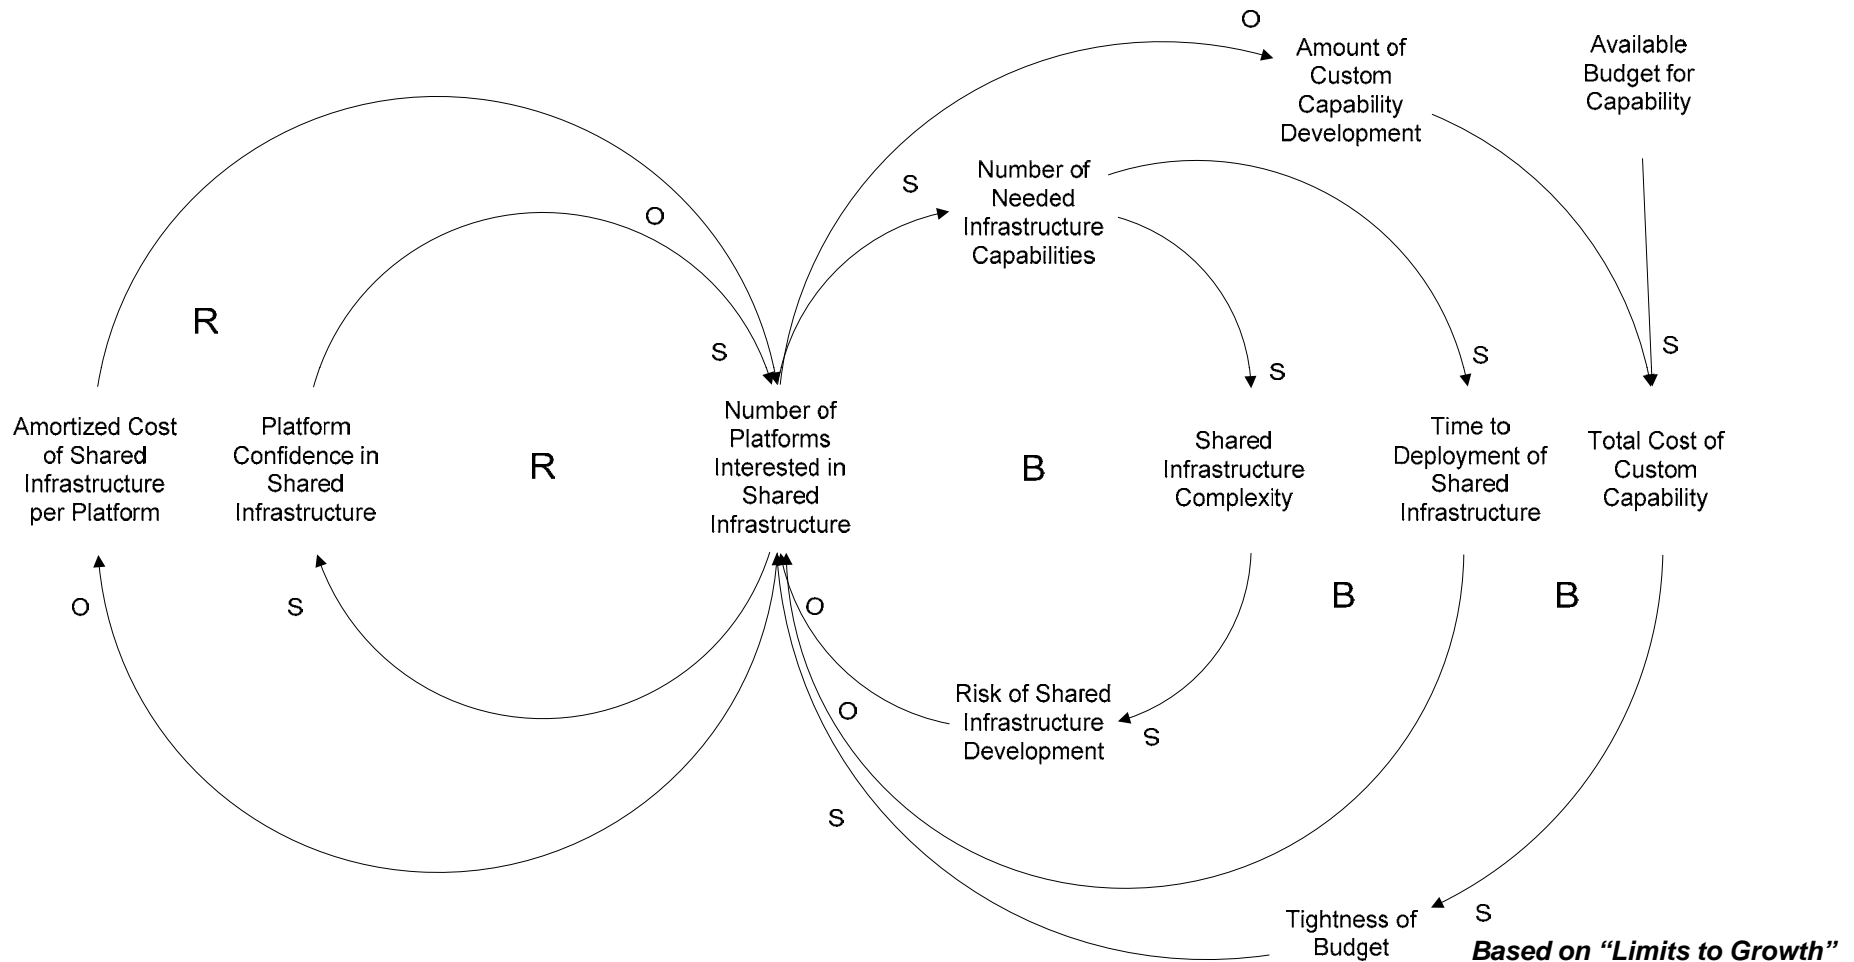 O
Amount of
Custom
Capability
Development
Available
Budget for
Capability
Number of
Needed
Infrastructure
Capabilities
S
O
R
S
S
S
S
Amortized Cost
of Shared
Infrastructure
per Platform
Platform
Confidence in
Shared
Infrastructure
R
Number of
Platforms
Interested in
Shared
Infrastructure
B
Shared
Infrastructure
Complexity
Time to
Deployment of
Shared
Infrastructure
Total Cost of
Custom
Capability
O
S
O
B
B
Risk of Shared
Infrastructure
Development
O
S
S
Tightness of
Budget
S
Based on “Limits to Growth”